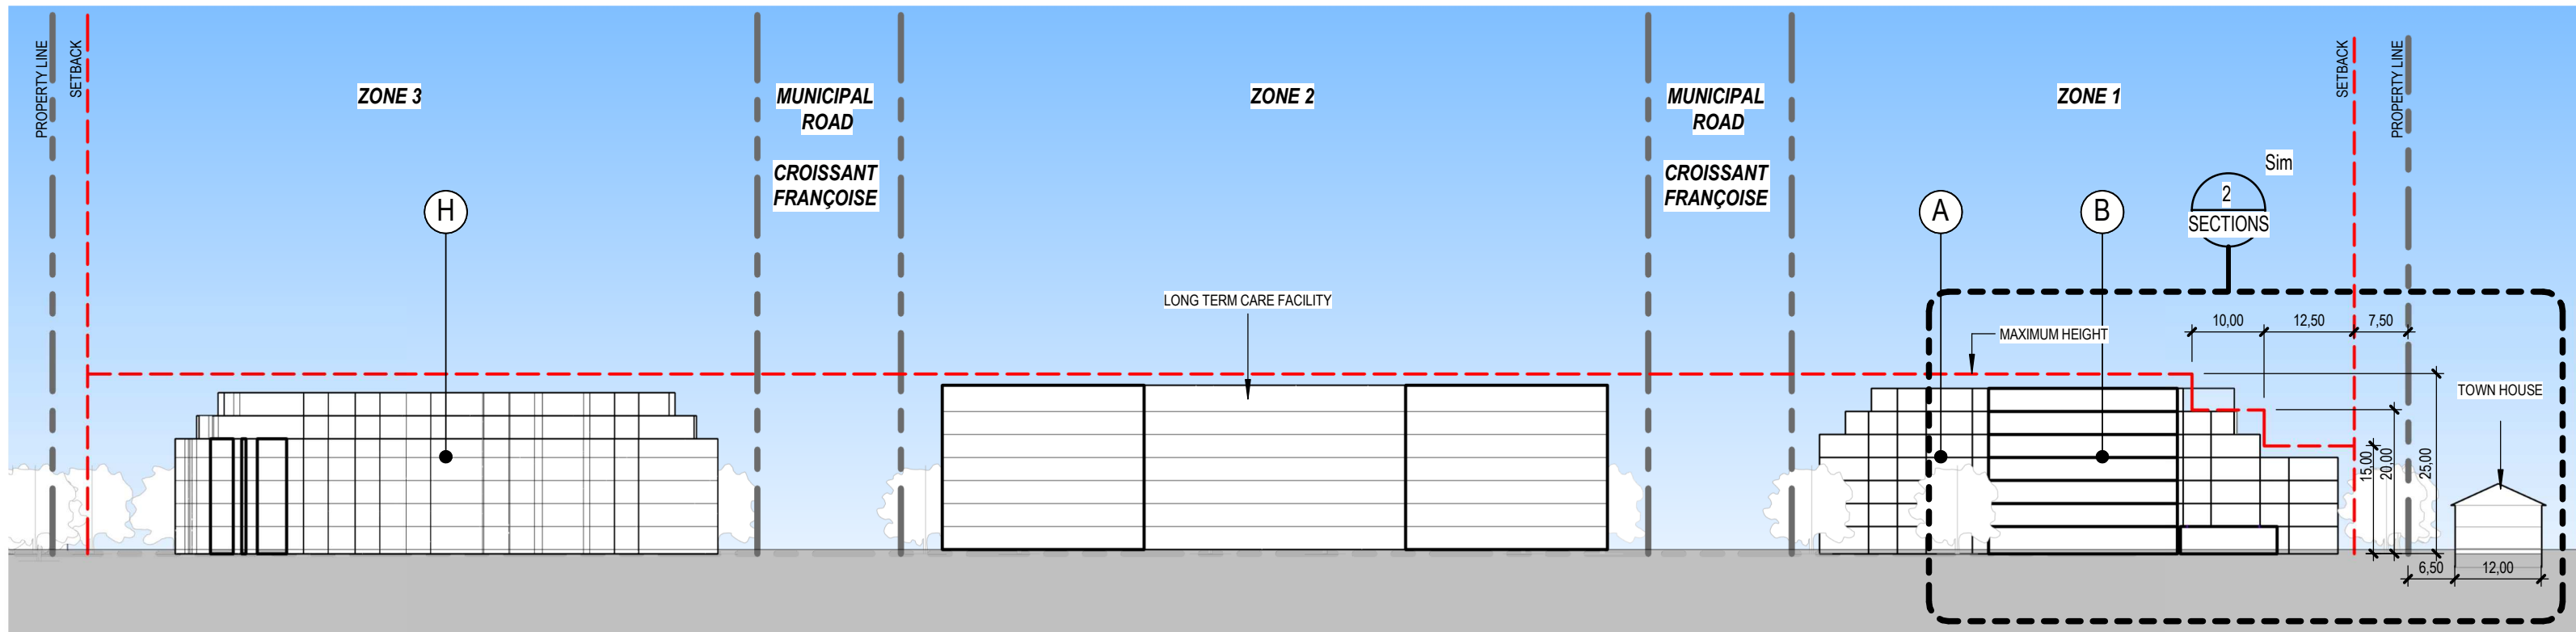 PROPERTY LINE
SETBACK
ZONE 3
MUNICIPAL
ROAD
CROISSANT
FRANÇOISE
ZONE 2
MUNICIPAL
ROAD
CROISSANT
FRANÇOISE
ZONE 1
SETBACK
PROPERTY LINE
H
A
B
2
SECTIONS
Sim
LONG TERM CARE FACILITY
MAXIMUM HEIGHT
10,00
12,50
7,50
TOWN HOUSE
15,00
20,00
25,00
6,50
12,00